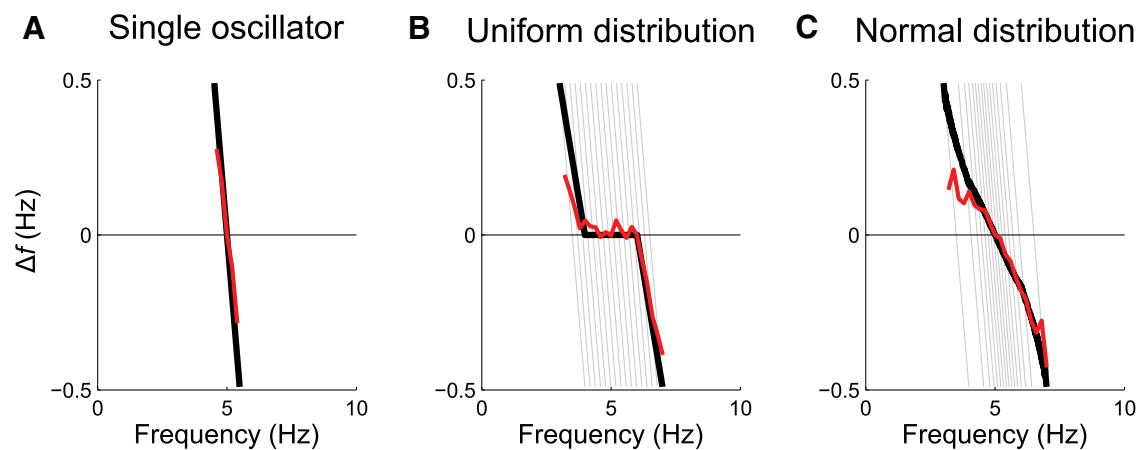 A Single oscillator B Uniform distribution C Normal distribution
0.5 0.5 0.5
Δf (Hz)
0 0 0
−0.5 −0.5 −0.5
0 5 10 0 5 10 0 5 10
Frequency (Hz) Frequency (Hz) Frequency (Hz)